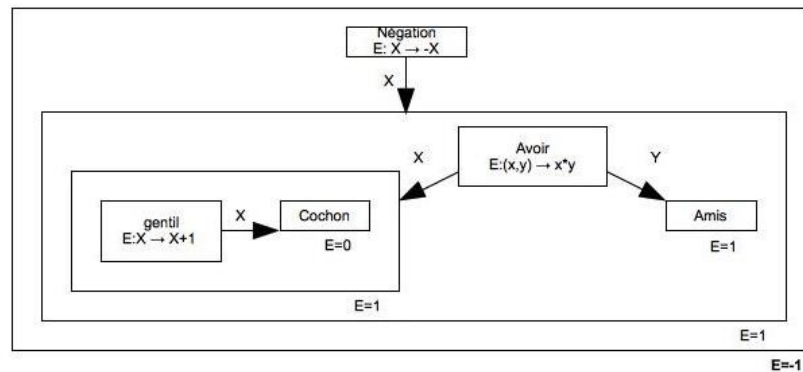 Négation
E: X → -X
X
Avoir
E:(x,y) → x*y
X
Y
gentil
E:X → X+1
X
Cochon
E=0
Amis
E=1
E=1
E=1
E=-1